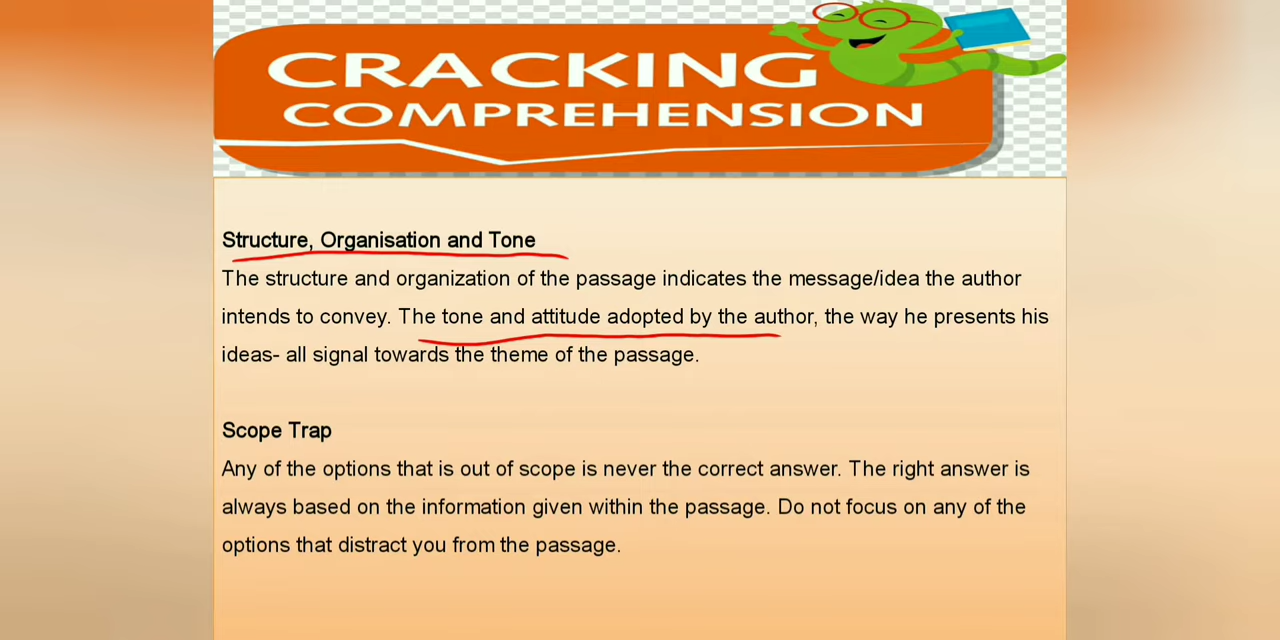 CRACKING
COMPREHENSION
Structure, Organisation and Tone
The structure and organization of the passage indicates the message/idea the author
intends to convey. The tone and attitude adopted by the author, the way he presents his
ideas- all signal towards the theme of the passage.
Scope Trap
Any of the options that is out of scope is never the correct answer. The right answer is
always based on the information given within the passage. Do not focus on any of the
options that distract you from the passage.